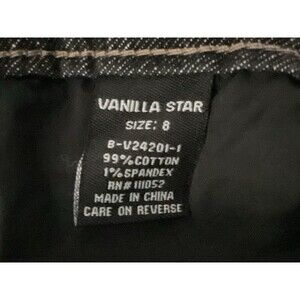 VANILLA STAR
SIZE: 8
B-V24201-1
99% COTTON
1% SPANDEX
RN# 111052
MADE IN CHINA
CARE ON REVERSE